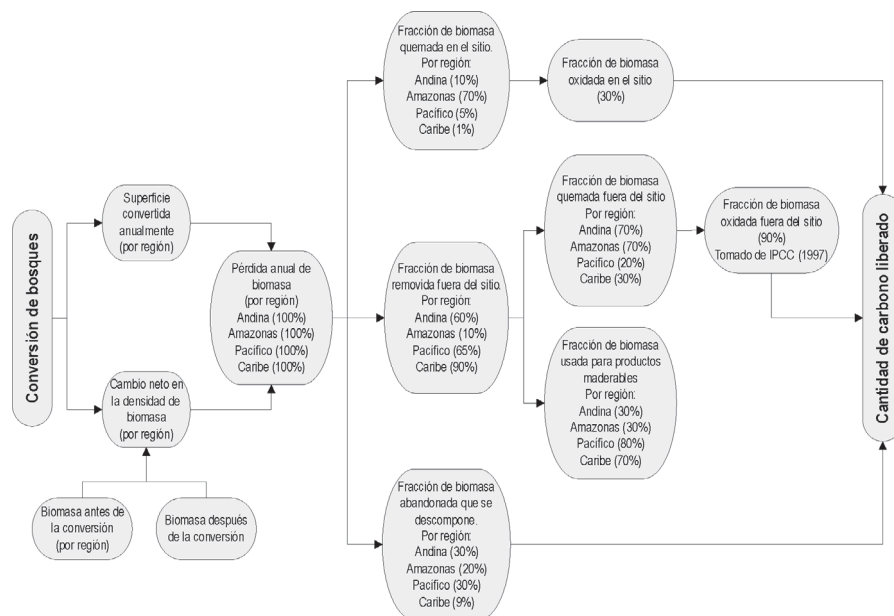 Conversión de bosques
Superficie
convertida
anualmente
(por región)
Cambio neto en
la densidad de
biomasa
(por región)
Biomasa antes de
la conversión
(por región)
Biomasa después
de la conversión
Pérdida anual de
biomasa
(por región)
Andina (100%)
Amazonas (100%)
Pacífico (100%)
Caribe (100%)
Fracción de biomasa
quemada en el sitio.
Por región:
Andina (10%)
Amazonas (70%)
Pacífico (5%)
Caribe (1%)
Fracción de biomasa
oxidada en el sitio
(30%)
Fracción de biomasa
removida fuera del sitio.
Por región:
Andina (60%)
Amazonas (10%)
Pacífico (65%)
Caribe (90%)
Fracción de biomasa
quemada fuera del sitio
Por región:
Andina (70%)
Amazonas (70%)
Pacífico (20%)
Caribe (30%)
Fracción de biomasa
oxidada fuera del sitio
(90%)
Tomado de IPCC (1997)
Fracción de biomasa
usada para productos
maderables
Por región:
Andina (30%)
Amazonas (30%)
Pacífico (80%)
Caribe (70%)
Fracción de biomasa
abandonada que se
descompone.
Por región:
Andina (30%)
Amazonas (20%)
Pacífico (30%)
Caribe (9%)
Cantidad de carbono liberado